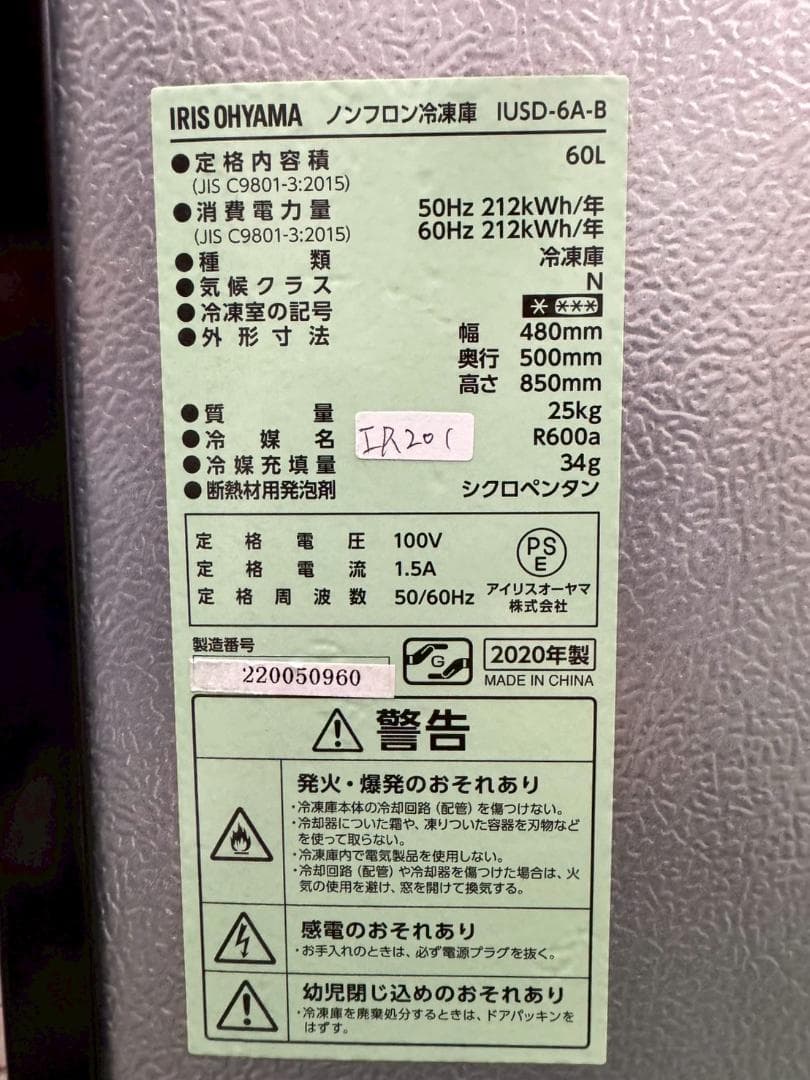 IRIS OHYAMA ノンフロン冷凍庫 IUSD-6A-B
●定格内容積 60L
(JIS C9801-3:2015)
●消費電力量 50Hz 212kWh/年
(JIS C9801-3:2015) 60Hz 212kWh/年
●種類 冷凍庫
●気候クラス N
●冷凍室の記号 * ***
●外形寸法 幅 480mm
奥行 500mm
高さ 850mm
●質量 25kg
●冷媒名 R600a
IR201
●冷媒充填量 34g
●断熱材用発泡剤 シクロペンタン
定格電圧 100V
定格電流 1.5A
定格周波数 50/60Hz
PS
E
アイリスオーヤマ
株式会社
製造番号
220050960
G
2020年製
MADE IN CHINA
警告
発火・爆発のおそれあり
・冷凍庫本体の冷却回路(配管)を傷つけない。
・冷却器についた霜や、凍りついた容器を刃物など
を使って取らない。
・冷凍庫内で電気製品を使用しない。
・冷却回路(配管)や冷却器を傷つけた場合は、火
気の使用を避け、窓を開けて換気する。
感電のおそれあり
・お手入れのときは、必ず電源プラグを抜く。
幼児閉じ込めのおそれあり
・冷凍庫を廃棄処分するときは、ドアパッキンを
はずす。